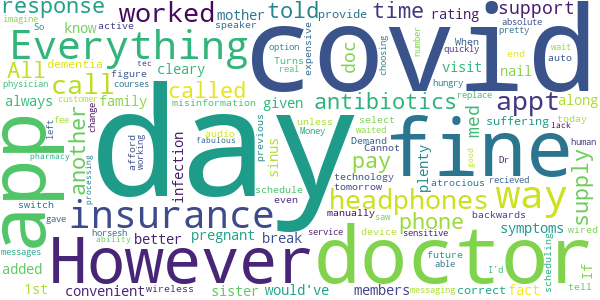 response
worked
told
time
rating
support
absolute
pretty
imagine
So
know
active
mother
speaker
provide
option
Turns
real
expensive
number
When
quickly
auto
Everything
covid
All
dementia
call
called
doc
visit
nail
end
wait
physician
tec
figure
courses
cleary
choosing
hungry
replace
always
family
given
antibiotics
appt
along
customer
misinformation
app
day
fine
another
left
fee
change
afford
working
infection
audio
fabulous
sinus
previous
unless
Money
waited
select
Demand
Cannot
med
suffering
today
lack
plenty
atrocious
Dr
human
good
pharmacy
processing
pay
headphones
way
supply
schedule
even
technology
tomorrow
recieved
switch
gave
insurance
phone
manually
saw
backwards
messages
horsesh
ability
better
pregnant
break
service
device
sensitive
symptoms
wired
added
However
doctor
future
able
I'd
scheduling
If
1st
convenient
wireless
sister
would've
members
messaging
correct
fact
tell